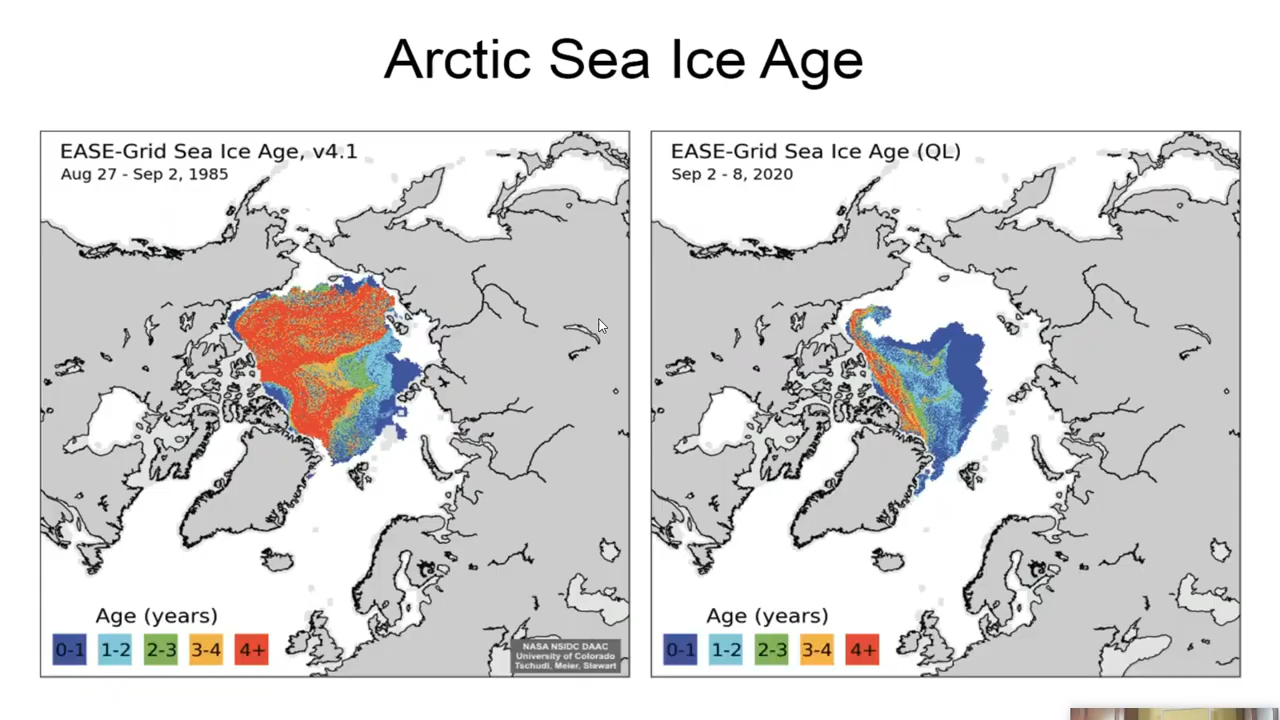 Arctic Sea Ice Age
EASE-Grid Sea Ice Age, v4.1
Aug 27 - Sep 2, 1985
Age (years)
0-1 1-2 2-3 3-4 4+
NASA NSIDC DAAC
University of Colorado
Tschudi, Meier, Stewart
EASE-Grid Sea Ice Age (QL)
Sep 2 - 8, 2020
Age (years)
0-1 1-2 2-3 3-4 4+